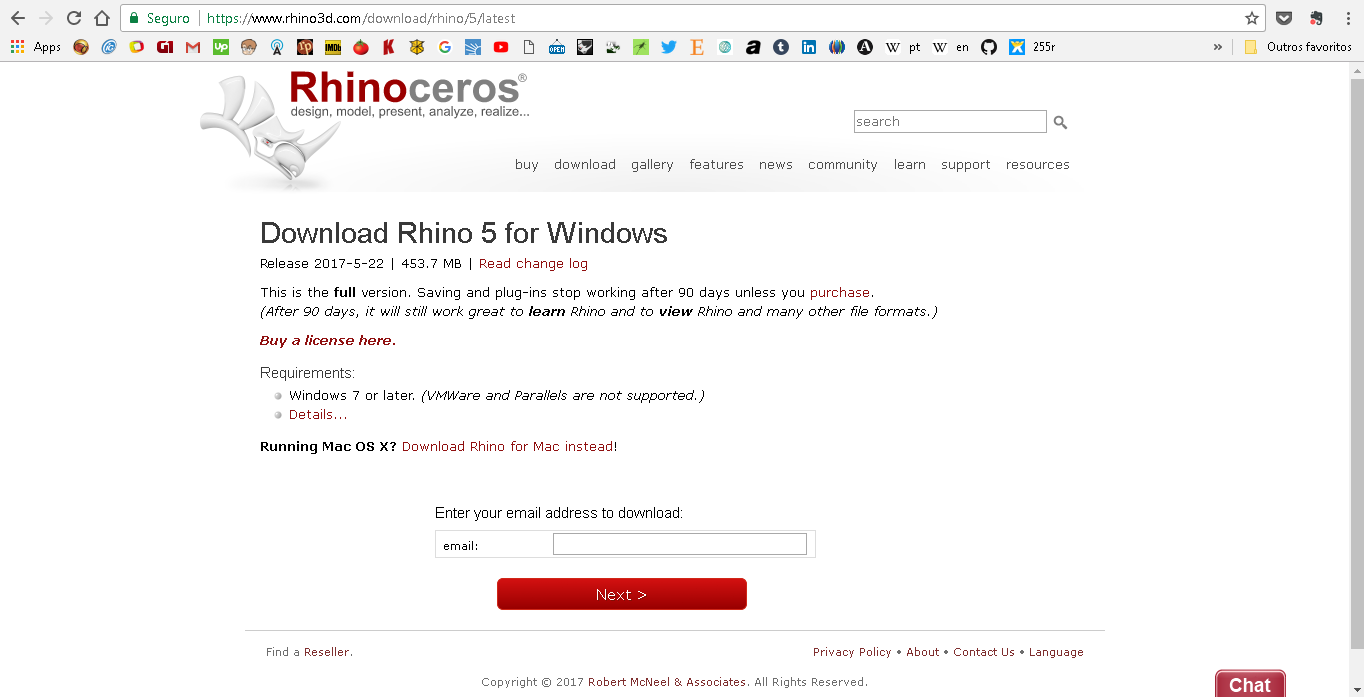 Seguro | https://www.rhino3d.com/download/rhino/5/latest
Apps G1 Up IMDb K G OPEN E a t in A W pt W en 255r » Outros favoritos
Rhinoceros®
design, model, present, analyze, realize...
search
buy download gallery features news community learn support resources
Download Rhino 5 for Windows
Release 2017-5-22 | 453.7 MB | Read change log
This is the full version. Saving and plug-ins stop working after 90 days unless you purchase.
(After 90 days, it will still work great to learn Rhino and to view Rhino and many other file formats.)
Buy a license here.
Requirements:
Windows 7 or later. (VMWare and Parallels are not supported.)
Details...
Running Mac OS X? Download Rhino for Mac instead!
Enter your email address to download:
email:
Next >
Find a Reseller.
Privacy Policy • About • Contact Us • Language
Copyright © 2017 Robert McNeel & Associates. All Rights Reserved.
Chat